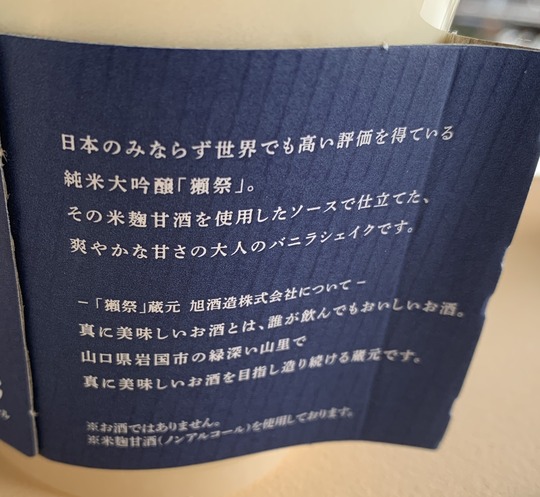 日本のみならず世界でも高い評価を得ている
純米大吟醸「獺祭」。
その米麹甘酒を使用したソースで仕立てた、
爽やかな甘さの大人のバニラシェイクです。
−「獺祭」蔵元 旭酒造株式会社について−
真に美味しいお酒とは、誰が飲んでもおいしいお酒。
山口県岩国市の緑深い山里で
真に美味しいお酒を目指し造り続ける蔵元です。
※お酒ではありません。
※米麹甘酒(ノンアルコール)を使用しております。